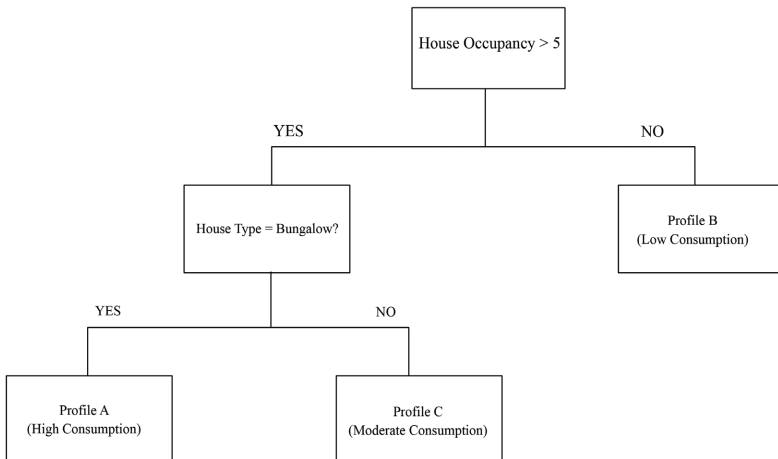 House Occupancy > 5
YES
NO
House Type = Bungalow?
Profile B
(Low Consumption)
YES
NO
Profile A
(High Consumption)
Profile C
(Moderate Consumption)